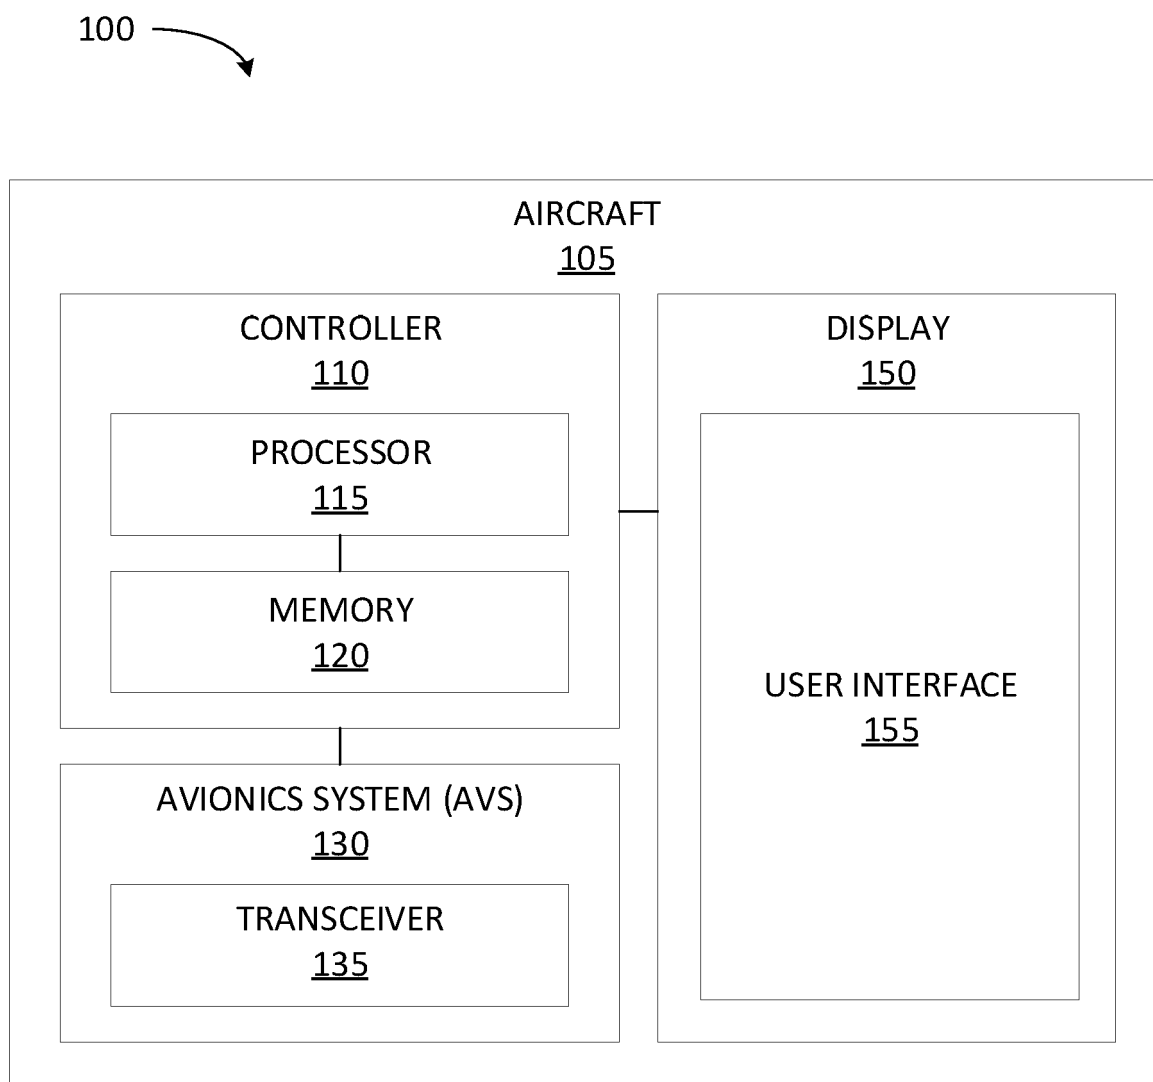 100
AIRCRAFT
105
CONTROLLER
110
PROCESSOR
115
MEMORY
120
AVIONICS SYSTEM (AVS)
130
TRANSCEIVER
135
DISPLAY
150
USER INTERFACE
155